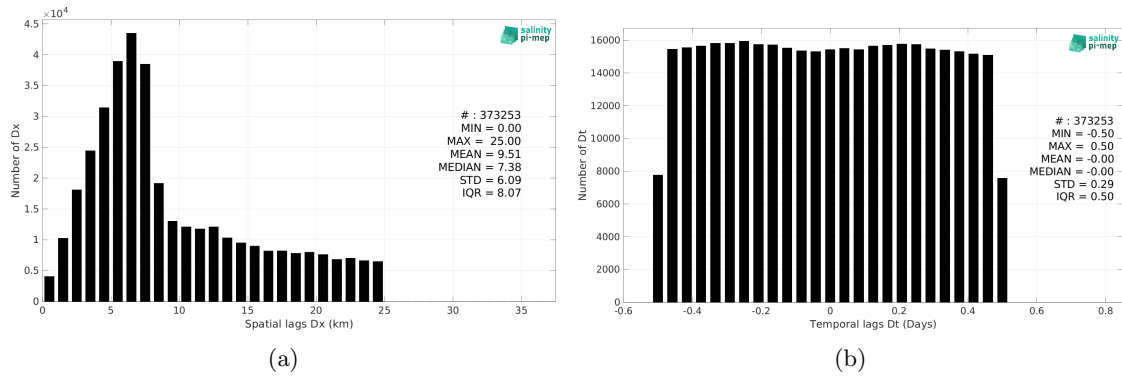 ×10⁴
4.5
4
3.5
3
2.5
2
1.5
1
0.5
0
Number of Dx
salinity
pi-mep
# : 373253
MIN = 0.00
MAX = 25.00
MEAN = 9.51
MEDIAN = 7.38
STD = 6.09
IQR = 8.07
0 5 10 15 20 25 30 35
Spatial lags Dx (km)
(a)
16000
14000
12000
10000
8000
6000
4000
2000
0
Number of Dt
salinity
pi-mep
# : 373253
MIN = -0.50
MAX = 0.50
MEAN = -0.00
MEDIAN = -0.00
STD = 0.29
IQR = 0.50
-0.6 -0.4 -0.2 0 0.2 0.4 0.6 0.8
Temporal lags Dt (Days)
(b)